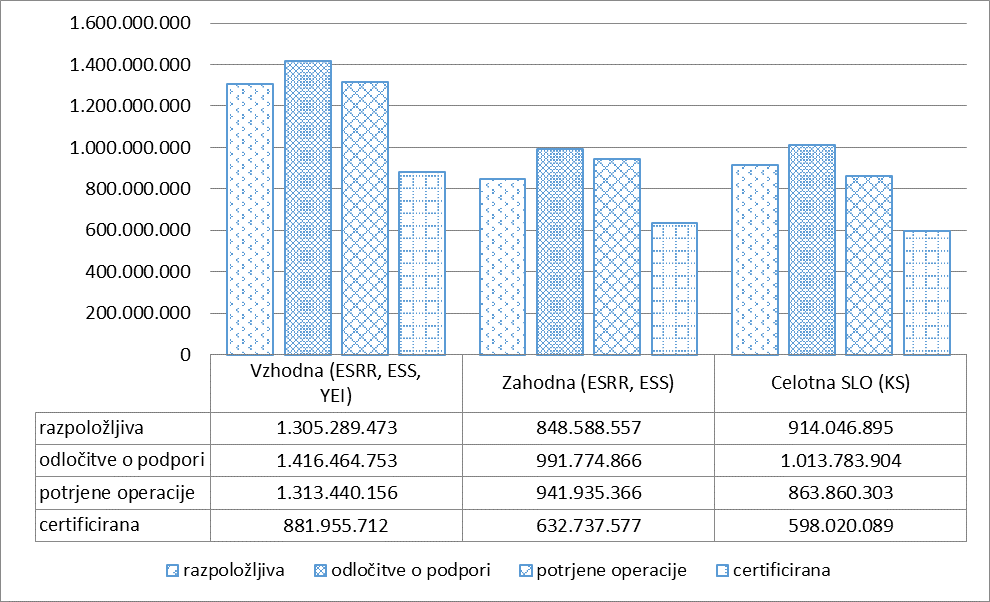 1.600.000.000
1.400.000.000
1.200.000.000
1.000.000.000
800.000.000
600.000.000
400.000.000
200.000.000
0
Vzhodna (ESRR, ESS,
YEI)
Zahodna (ESRR, ESS)
Celotna SLO (KS)
razpoložljiva 1.305.289.473 848.588.557 914.046.895
odločitve o podpori 1.416.464.753 991.774.866 1.013.783.904
potrjene operacije 1.313.440.156 941.935.366 863.860.303
certificirana 881.955.712 632.737.577 598.020.089
razpoložljiva odločitve o podpori potrjene operacije certificirana